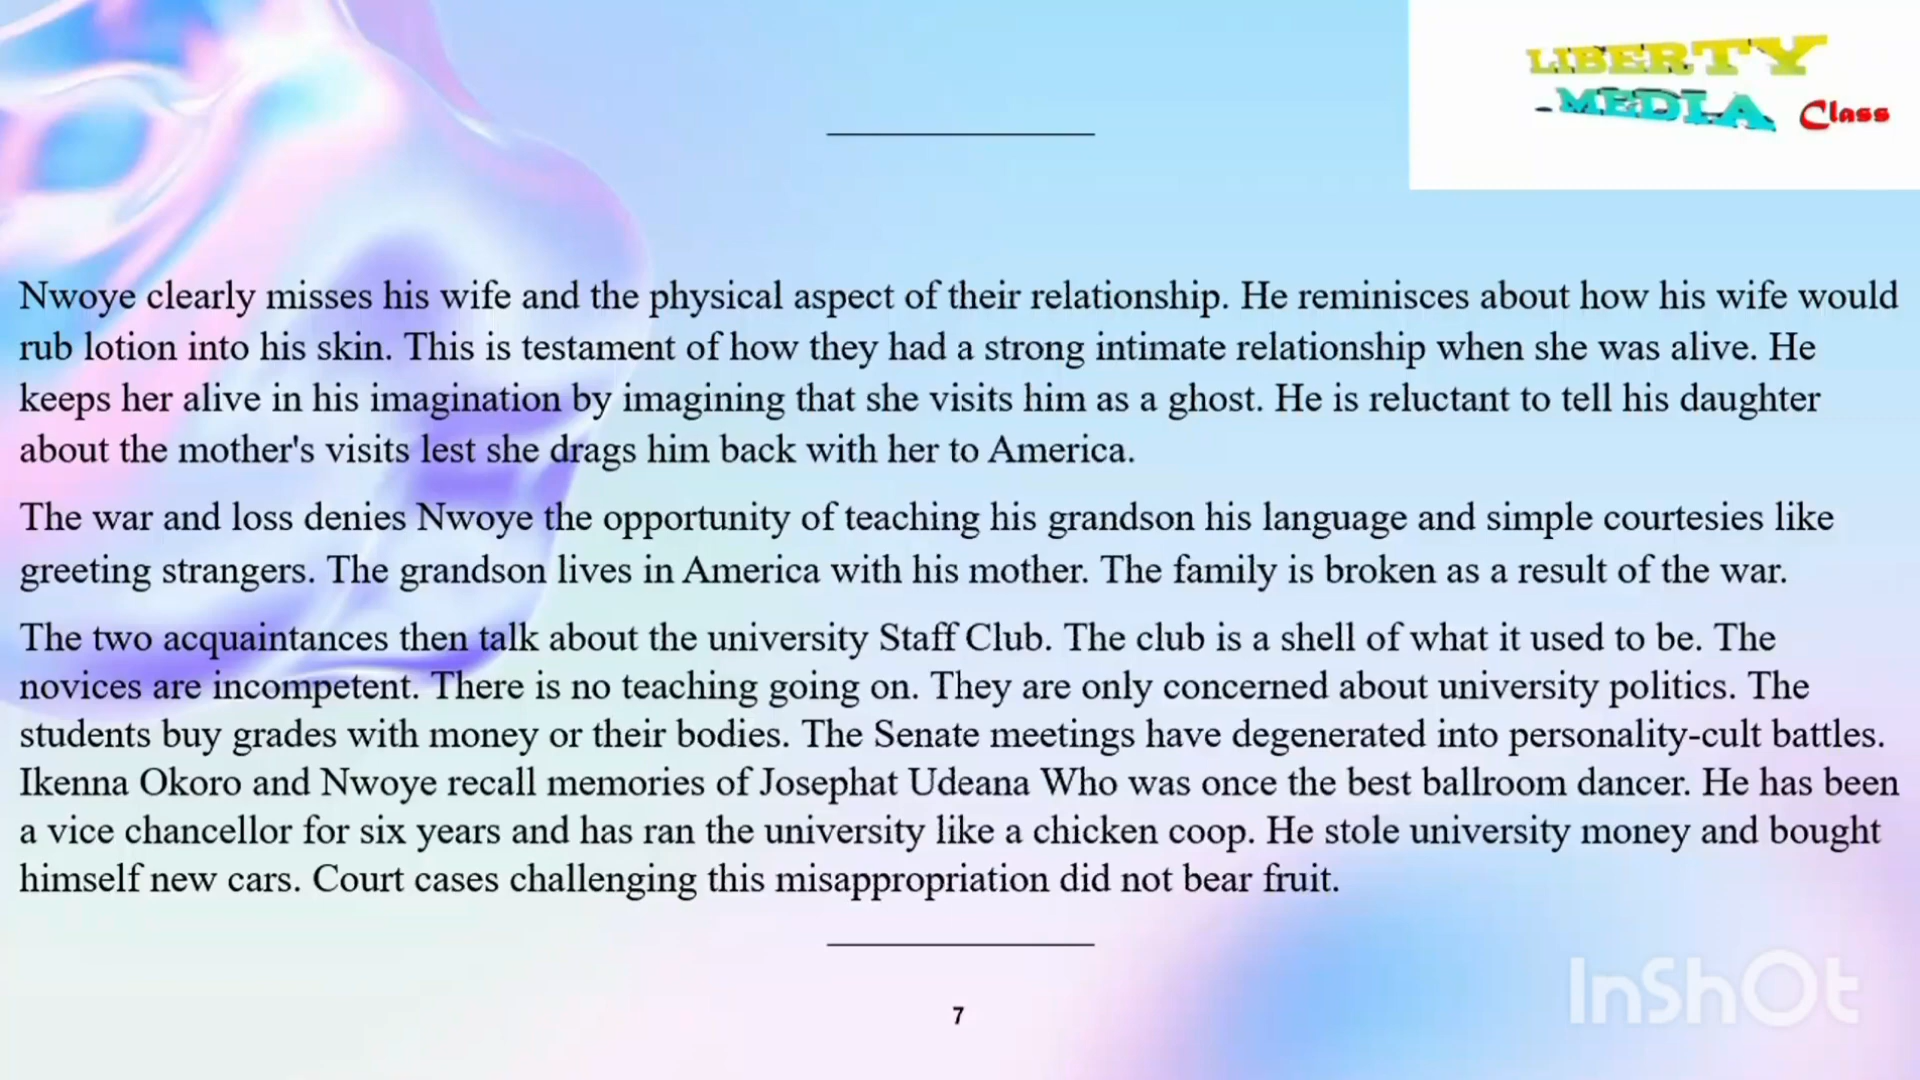 LIBERTY
- MEDIA Class
Nwoye clearly misses his wife and the physical aspect of their relationship. He reminisces about how his wife would
rub lotion into his skin. This is testament of how they had a strong intimate relationship when she was alive. He
keeps her alive in his imagination by imagining that she visits him as a ghost. He is reluctant to tell his daughter
about the mother's visits lest she drags him back with her to America.
The war and loss denies Nwoye the opportunity of teaching his grandson his language and simple courtesies like
greeting strangers. The grandson lives in America with his mother. The family is broken as a result of the war.
The two acquaintances then talk about the university Staff Club. The club is a shell of what it used to be. The
novices are incompetent. There is no teaching going on. They are only concerned about university politics. The
students buy grades with money or their bodies. The Senate meetings have degenerated into personality-cult battles.
Ikenna Okoro and Nwoye recall memories of Josephat Udeana Who was once the best ballroom dancer. He has been
a vice chancellor for six years and has ran the university like a chicken coop. He stole university money and bought
himself new cars. Court cases challenging this misappropriation did not bear fruit.
7
InShOt